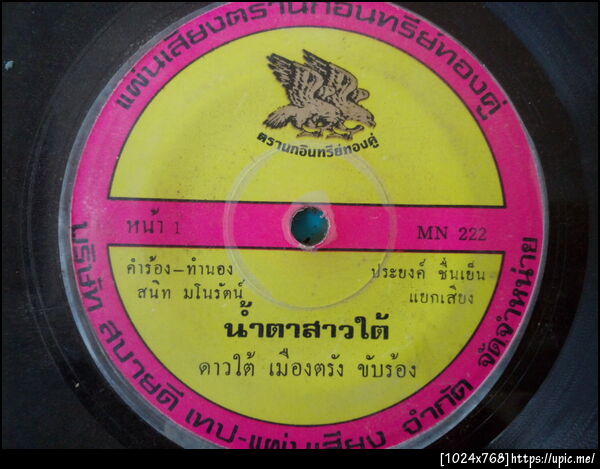 แผ่นเสียงตรานกอินทรีย์ทองคู่
ตรานกอินทรีย์ทองคู่
หน้า 1
MN 222
คำร้อง-ทำนอง
สนิท มโนรัตน์
ประยงค์ ชื่นเย็น
แยกเสียง
น้ำตาสาวใต้
ดาวใต้ เมืองตรัง ขับร้อง
บริษัท สบายดี เทป-แผ่นเสียง จำกัด จัดจำหน่าย
[1024x768]https://upic.me/